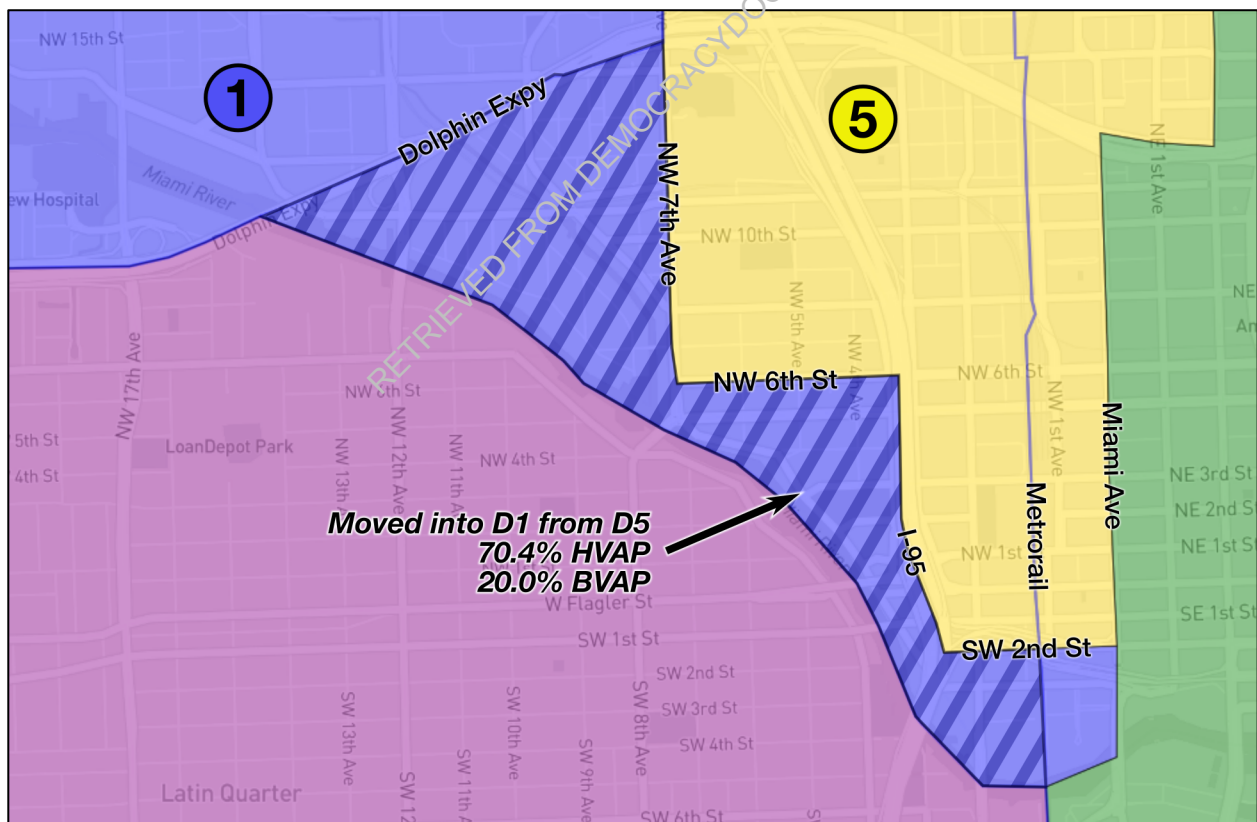 NW 15th St
1
5
Dolphin Expy
RETRIEVED FROM DEMOCRACYDOC
Miami River
ew Hospital
Dolphin Expy
NW 7th Ave
NE 1st Ave
NW 10th St
NW 5th Ave
NW 4th Ave
NE
Am
NW 17th Ave
NW 6th St
NW 6th St
NW 6th St
NW 1st Ave
Miami Ave
5th St
4th St
LoanDepot Park
NW 13th A
NW 12th Ave
NW 11th A
NW 4th St
NE 3rd St
NE 2nd St
NE 1st St
Metrorail
Moved into D1 from D5
70.4% HVAP
20.0% BVAP
I-95
NW 1st
W Flagler St
SE 1st St
SW 1st St
SW 2nd St
SW 2nd St
SW 3rd St
SW 4th St
SW 13th Ave
SW 10th Ave
SW 8th Ave
SW 9th Ave
SW 11th A
SW 12
Latin Quarter
SW 6th St